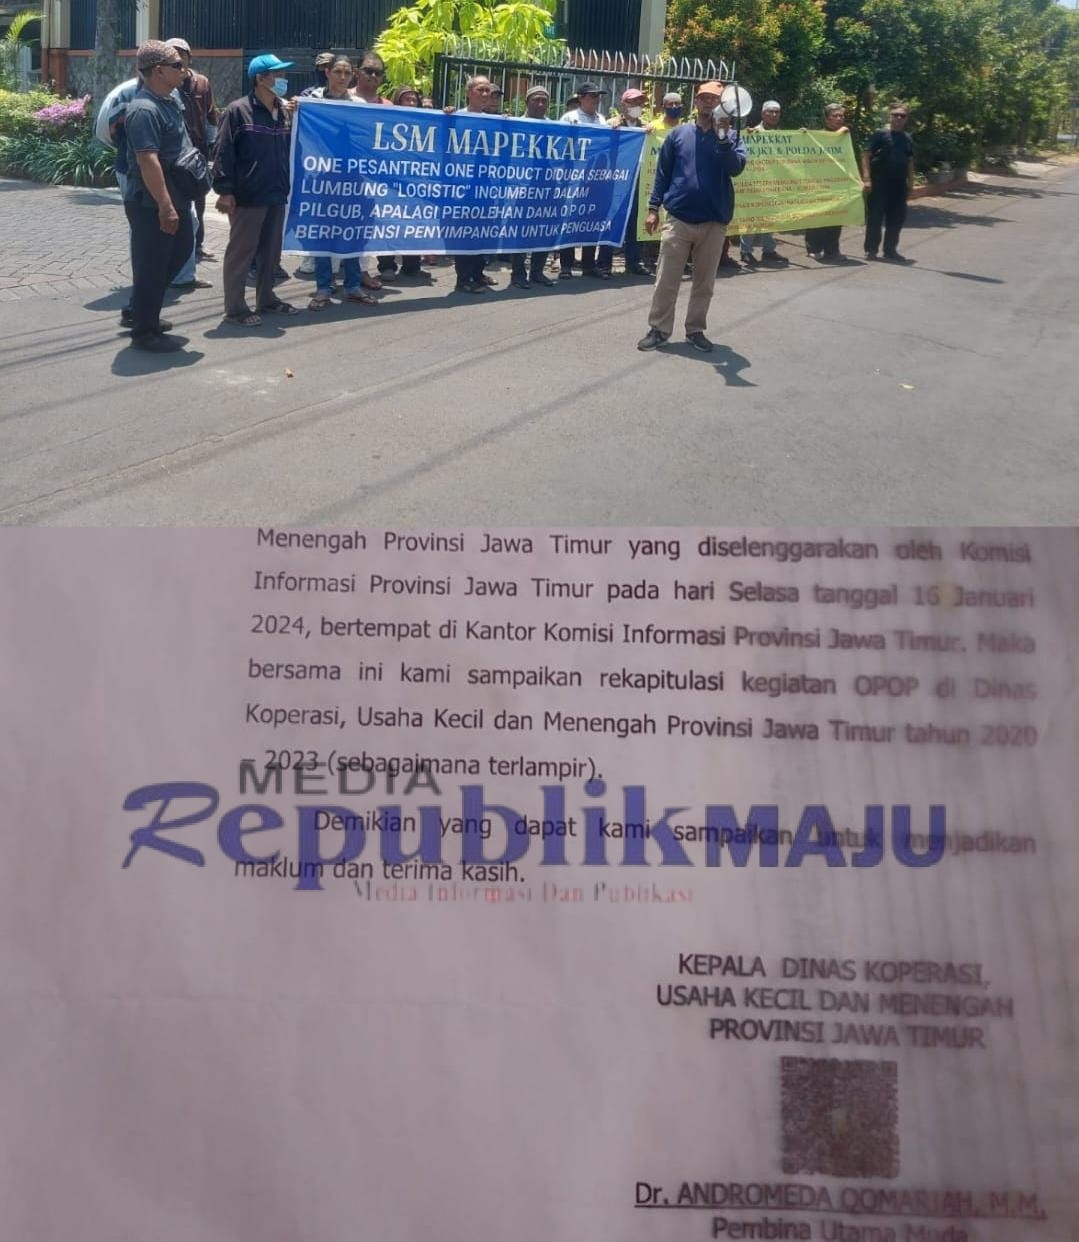 LSM MAPEKKAT
ONE PESANTREN ONE PRODUCT DIDUGA SEBAGAI
LUMBUNG "LOGISTIC" INCUMBENT DALAM
PILGUB, APALAGI PEROLEHAN DANA O P O P
BERPOTENSI PENYIMPANGAN UNTUK PENGUASA
MAPEKKAT
& POLDA JATIM
Menengah Provinsi Jawa Timur yang diselenggarakan oleh Komisi
Informasi Provinsi Jawa Timur pada hari Selasa tanggal 16 Januari
2024, bertempat di Kantor Komisi Informasi Provinsi Jawa Timur. Maka
bersama ini kami sampaikan rekapitulasi kegiatan OPOP di Dinas
Koperasi, Usaha Kecil dan Menengah Provinsi Jawa Timur tahun 2020
- 2023 (sebagaimana terlampir).
MEDIA
RepublikMAJU
Media Informasi Dan Publikasi
Demikian yang dapat kami sampaikan untuk menjadikan
maklum dan terima kasih.
KEPALA DINAS KOPERASI,
USAHA KECIL DAN MENENGAH
PROVINSI JAWA TIMUR
Dr. ANDROMEDA QOMARIAH, M.M.
Pembina Utama Muda